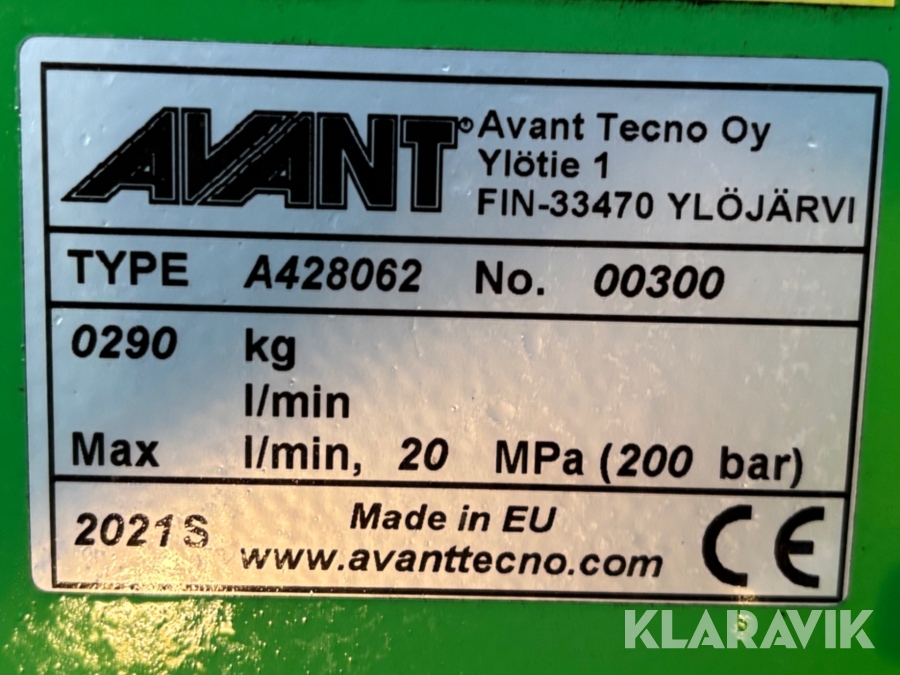 AVANT® Avant Tecno Oy
Ylötie 1
FIN-33470 YLÖJÄRVI
TYPE A428062 No. 00300
0290 kg
l/min
Max l/min, 20 MPa (200 bar)
2021S Made in EU
www.avanttecno.com
CE
KLARAVIK